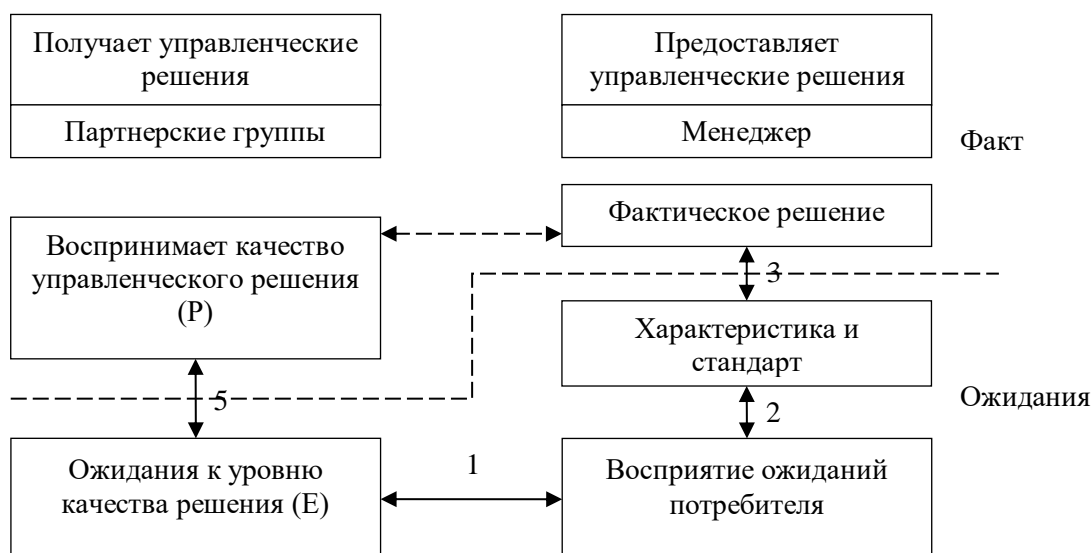 Получает управленческие
решения
Партнерские группы
Предоставляет
управленческие решения
Менеджер
Факт
Фактическое решение
Воспринимает качество
управленческого решения
(P)
3
Характеристика и
стандарт
5
2
Ожидания
Ожидания к уровню
качества решения (E)
1
Восприятие ожиданий
потребителя